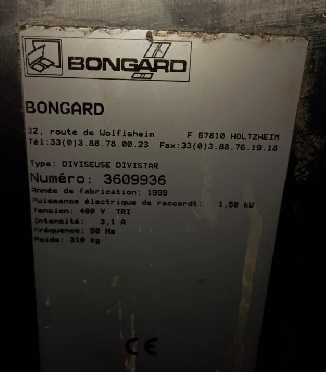 BONGARD
BONGARD
32, route de Wolfisheim F 67810 HOLTZHEIM
Tél:33(0)3.88.78.00.23 Fax:33(0)3.88.76.19.18
Type: DIVISEUSE DIVISTAR
Numéro: 3609936
Année de fabrication: 1999
Puissance électrique de raccordt: 1,50 kW
Tension: 400 V TRI
Intensité: 3,1 A
Fréquence: 50 Hz
Poids: 310 kg
CE